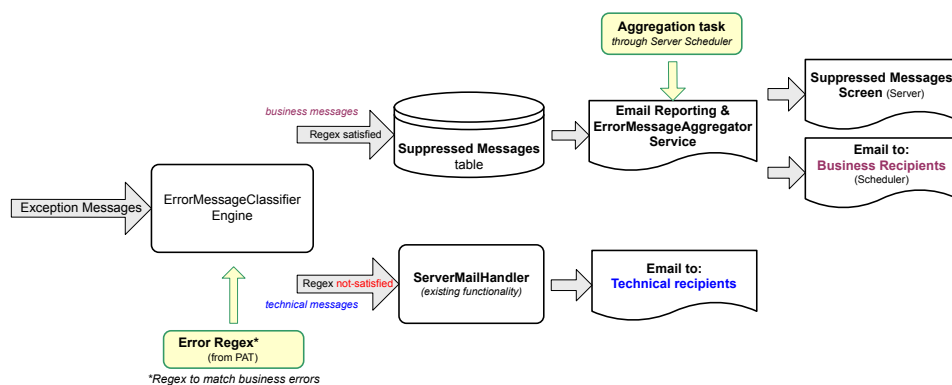 Aggregation task
through Server Scheduler
Suppressed Messages
Screen (Server)
business messages
Regex satisfied
Suppressed Messages
table
Email Reporting &
ErrorMessageAggregator
Service
Email to:
Business Recipients
(Scheduler)
Exception Messages
ErrorMessageClassifier
Engine
Regex not-satisfied
technical messages
ServerMailHandler
(existing functionality)
Email to:
Technical recipients
Error Regex*
(from PAT)
*Regex to match business errors